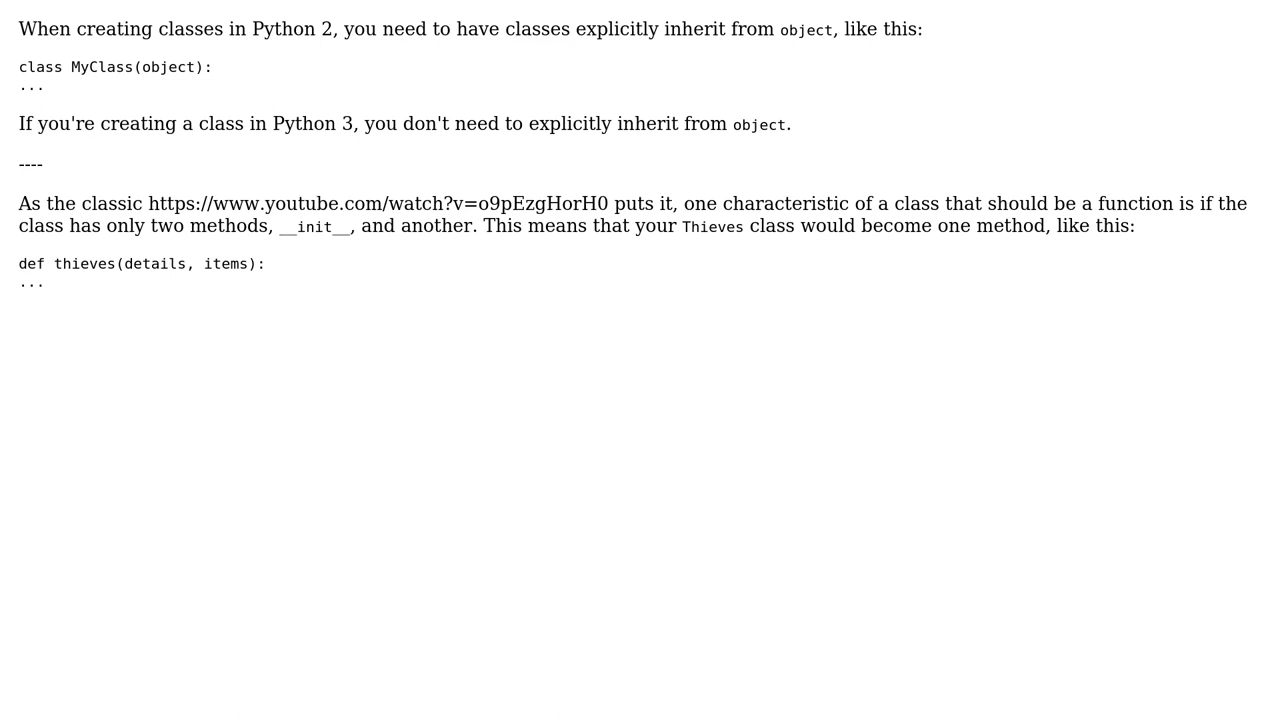 When creating classes in Python 2, you need to have classes explicitly inherit from object, like this:
class MyClass(object):
...
If you're creating a class in Python 3, you don't need to explicitly inherit from object.
----
As the classic https://www.youtube.com/watch?v=o9pEzgHorH0 puts it, one characteristic of a class that should be a function is if the
class has only two methods, __init__, and another. This means that your Thieves class would become one method, like this:
def thieves(details, items):
...